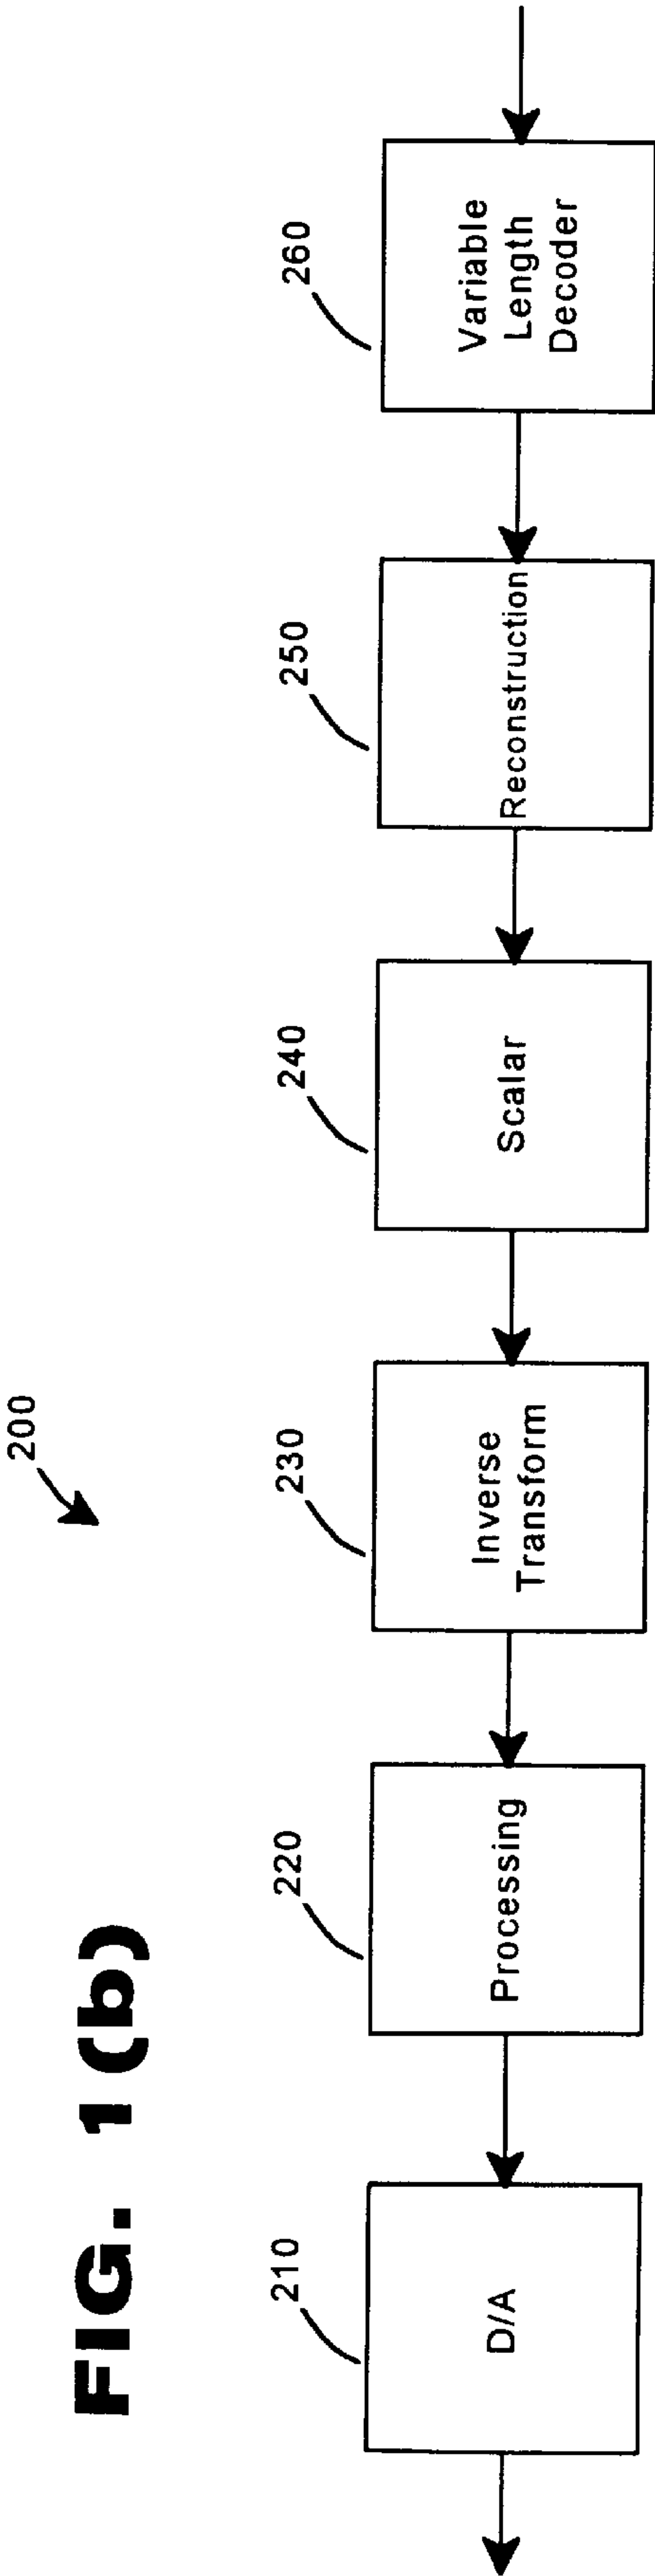 FIG. 1(b)
200
210
220
230
240
250
260
D/A
Processing
Inverse
Transform
Scalar
Reconstruction
Variable
Length
Decoder